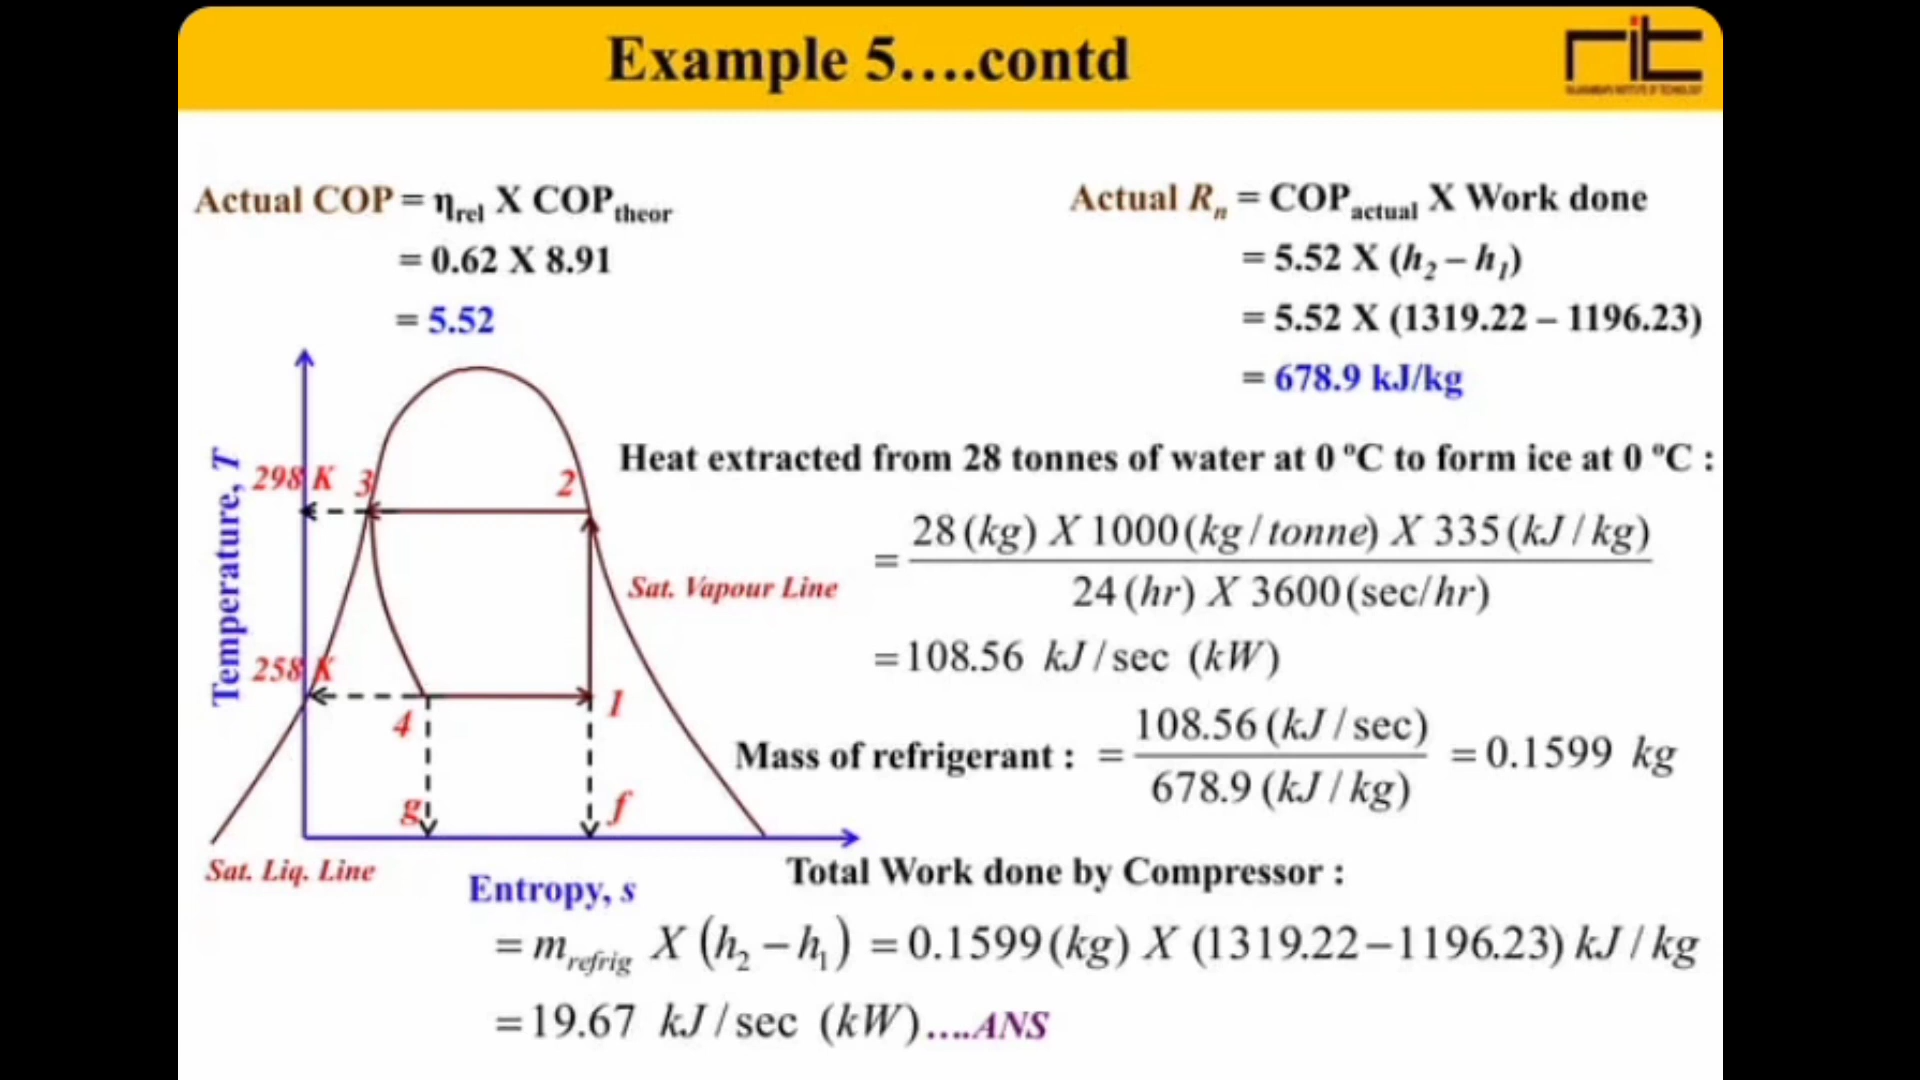 Example 5....contd
rit
Actual COP = ηrel X COPtheor
= 0.62 X 8.91
= 5.52
Actual Rn = COPactual X Work done
= 5.52 X (h2 – h1)
= 5.52 X (1319.22 – 1196.23)
= 678.9 kJ/kg
Temperature, T
298 K
3
2
258 K
4
1
g
f
Sat. Vapour Line
Sat. Liq. Line
Entropy, s
Heat extracted from 28 tonnes of water at 0 ºC to form ice at 0 ºC :
= 28 (kg) X 1000 (kg / tonne) X 335 (kJ / kg)
24 (hr) X 3600 (sec/hr)
= 108.56 kJ / sec (kW)
Mass of refrigerant : = 108.56 (kJ / sec)
678.9 (kJ / kg)
= 0.1599 kg
Total Work done by Compressor :
= mrefrig X (h2 – h1) = 0.1599 (kg) X (1319.22 – 1196.23) kJ / kg
= 19.67 kJ / sec (kW)....ANS